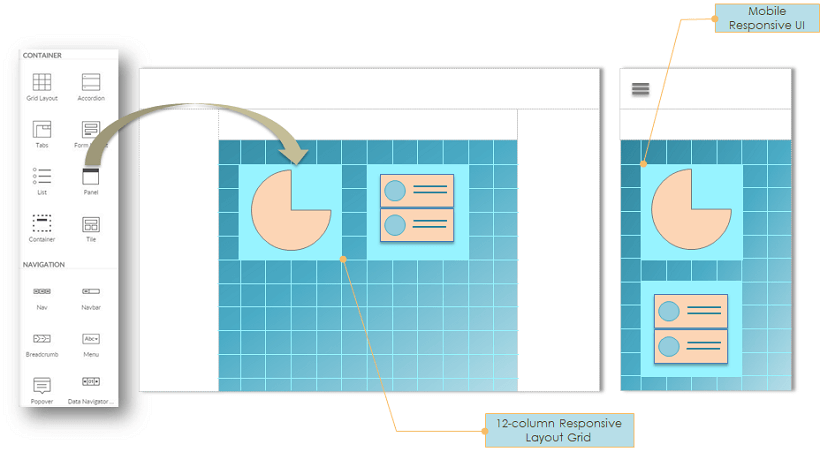 Mobile
Responsive UI
CONTAINER
Grid Layout
Accordion
Tabs
Form
List
Panel
Container
Tile
NAVIGATION
Nav
Navbar
Breadcrumb
Abc
Menu
Popover
Data Navigator...
12-column Responsive
Layout Grid